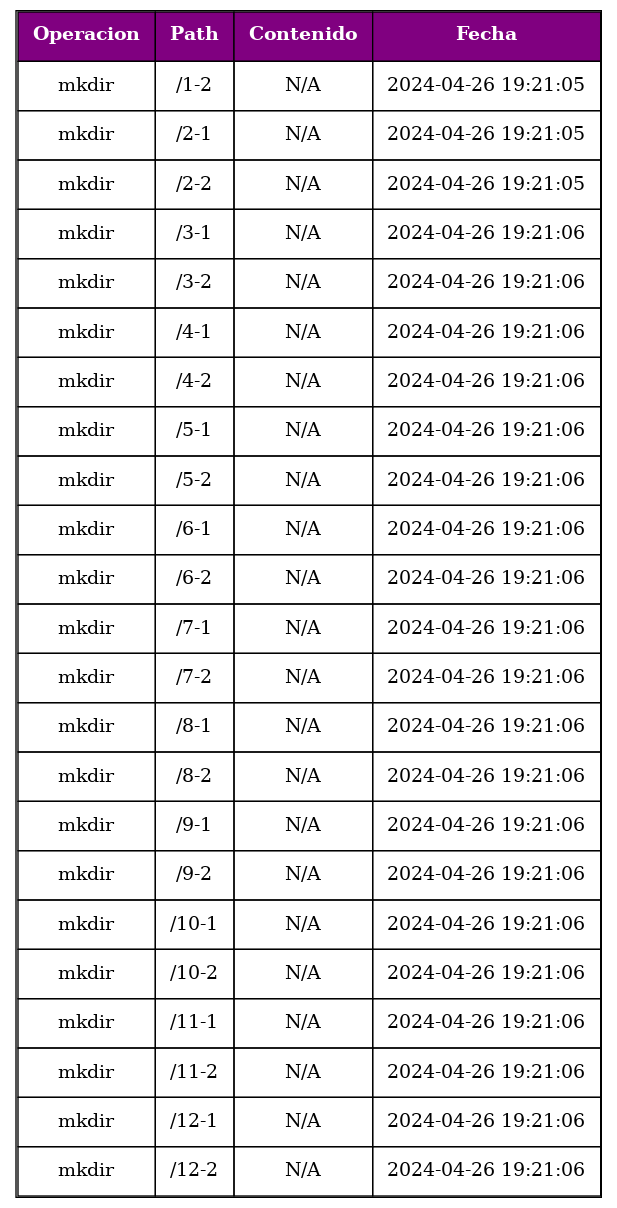 Operacion Path Contenido Fecha
mkdir /1-2 N/A 2024-04-26 19:21:05
mkdir /2-1 N/A 2024-04-26 19:21:05
mkdir /2-2 N/A 2024-04-26 19:21:05
mkdir /3-1 N/A 2024-04-26 19:21:06
mkdir /3-2 N/A 2024-04-26 19:21:06
mkdir /4-1 N/A 2024-04-26 19:21:06
mkdir /4-2 N/A 2024-04-26 19:21:06
mkdir /5-1 N/A 2024-04-26 19:21:06
mkdir /5-2 N/A 2024-04-26 19:21:06
mkdir /6-1 N/A 2024-04-26 19:21:06
mkdir /6-2 N/A 2024-04-26 19:21:06
mkdir /7-1 N/A 2024-04-26 19:21:06
mkdir /7-2 N/A 2024-04-26 19:21:06
mkdir /8-1 N/A 2024-04-26 19:21:06
mkdir /8-2 N/A 2024-04-26 19:21:06
mkdir /9-1 N/A 2024-04-26 19:21:06
mkdir /9-2 N/A 2024-04-26 19:21:06
mkdir /10-1 N/A 2024-04-26 19:21:06
mkdir /10-2 N/A 2024-04-26 19:21:06
mkdir /11-1 N/A 2024-04-26 19:21:06
mkdir /11-2 N/A 2024-04-26 19:21:06
mkdir /12-1 N/A 2024-04-26 19:21:06
mkdir /12-2 N/A 2024-04-26 19:21:06